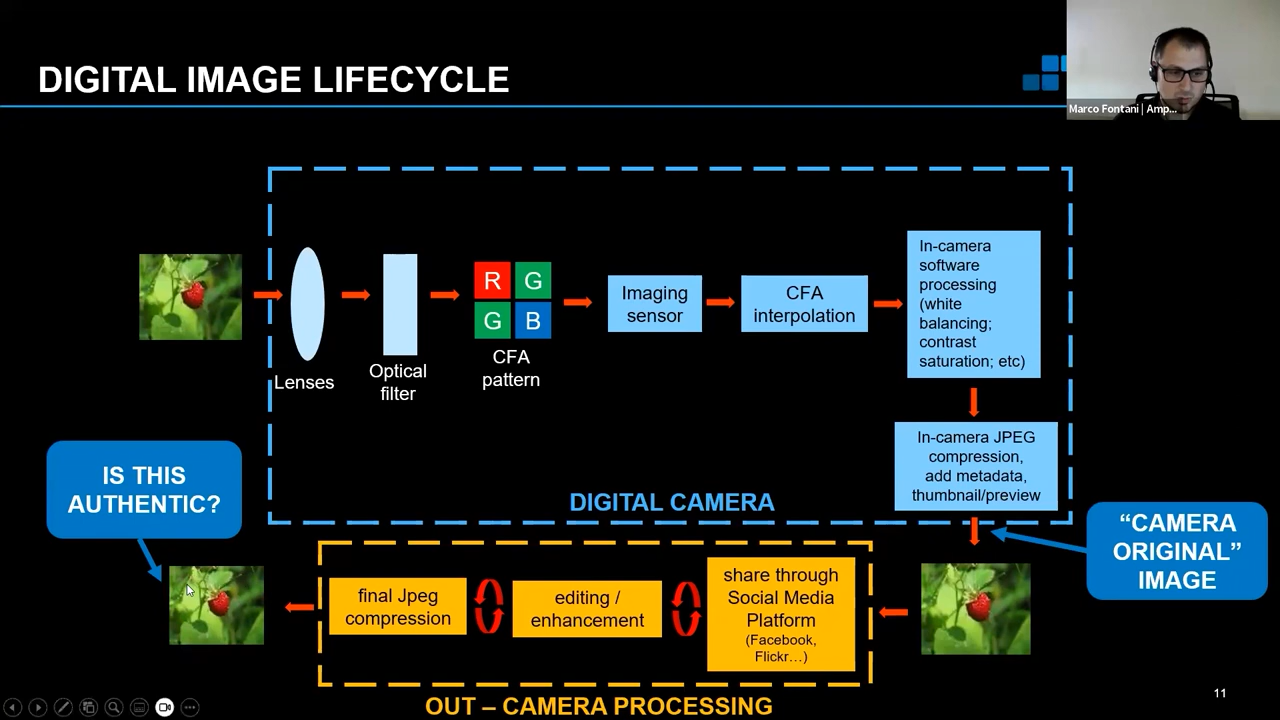 DIGITAL IMAGE LIFECYCLE
Marco Fontani | Amp...
R G
G B
Lenses
Optical
filter
CFA
pattern
Imaging
sensor
CFA
interpolation
In-camera
software
processing
(white
balancing;
contrast
saturation; etc)
In-camera JPEG
compression,
add metadata,
thumbnail/preview
DIGITAL CAMERA
"CAMERA
ORIGINAL"
IMAGE
share through
Social Media
Platform
(Facebook,
Flickr...)
editing /
enhancement
final Jpeg
compression
OUT – CAMERA PROCESSING
IS THIS
AUTHENTIC?
11